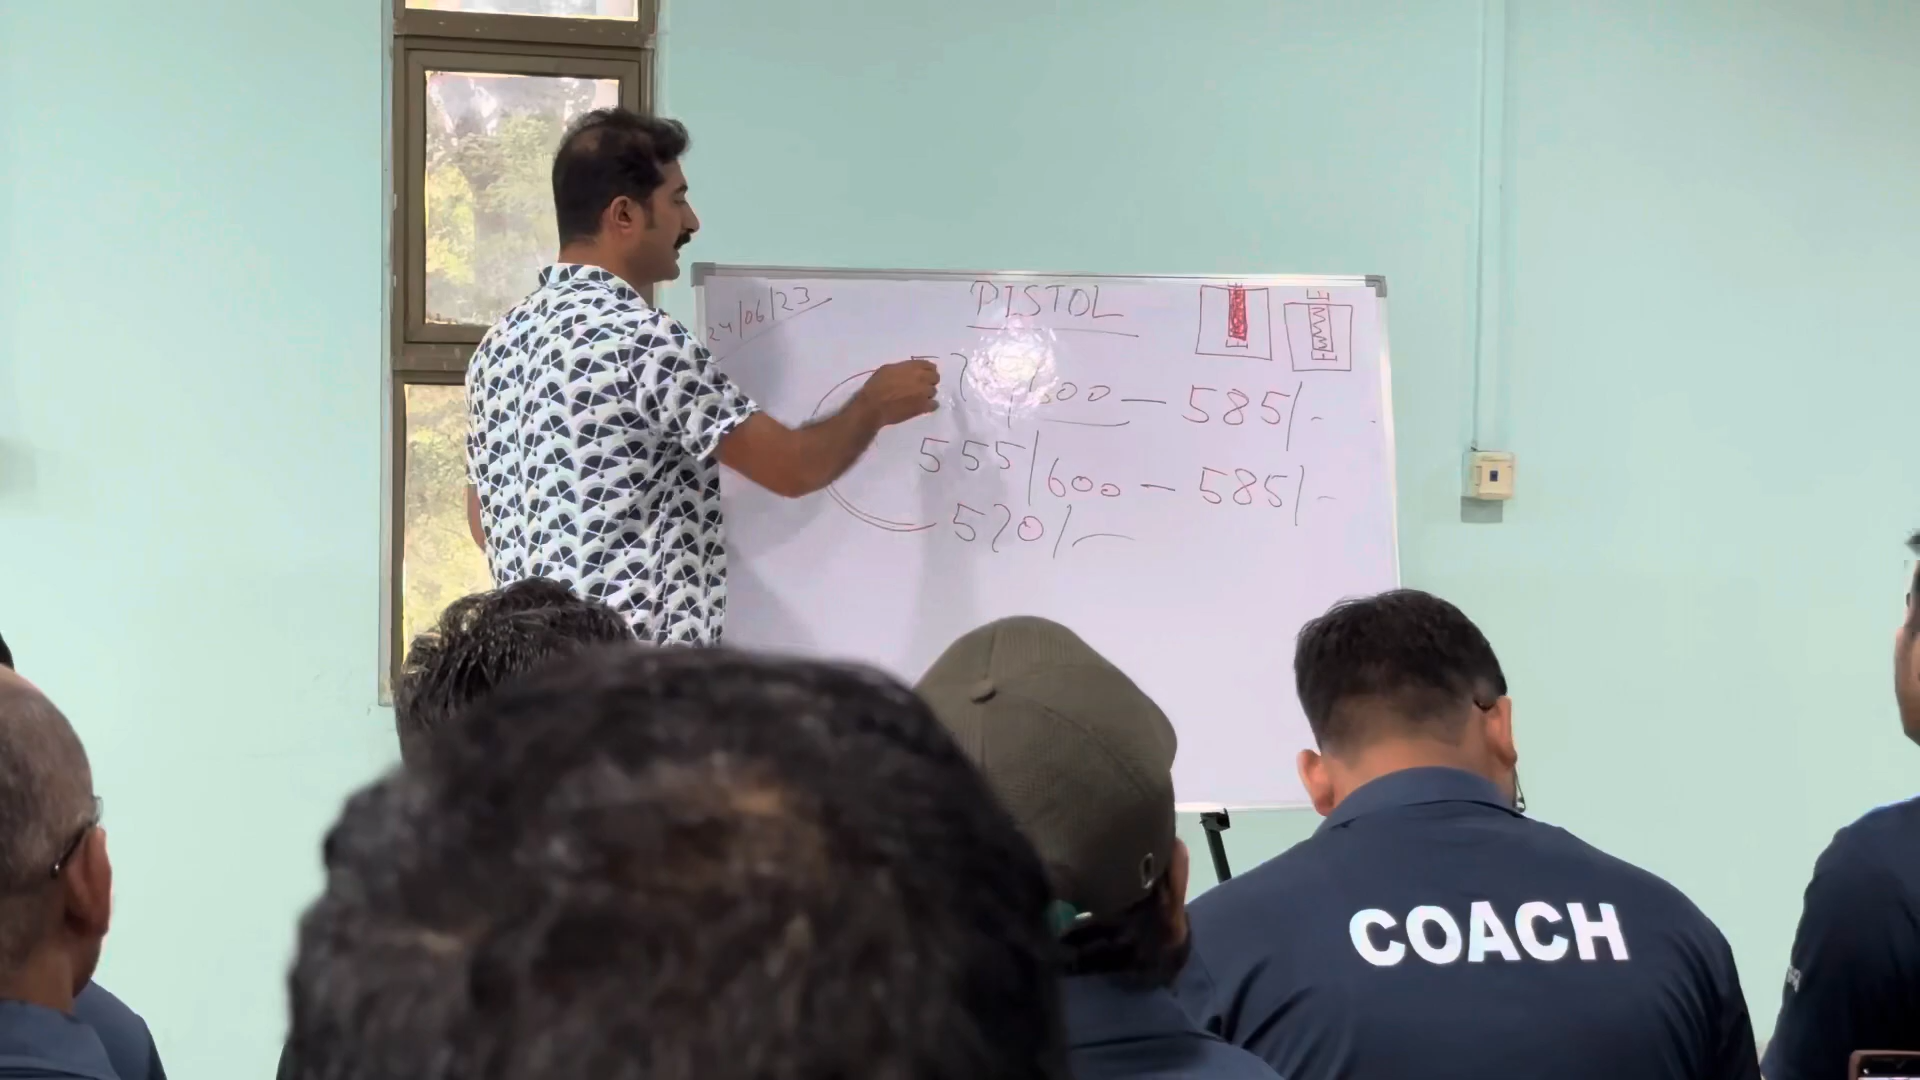 24/06/23
PISTOL
600 — 585/-
555/600 — 585/-
570/-
COACH